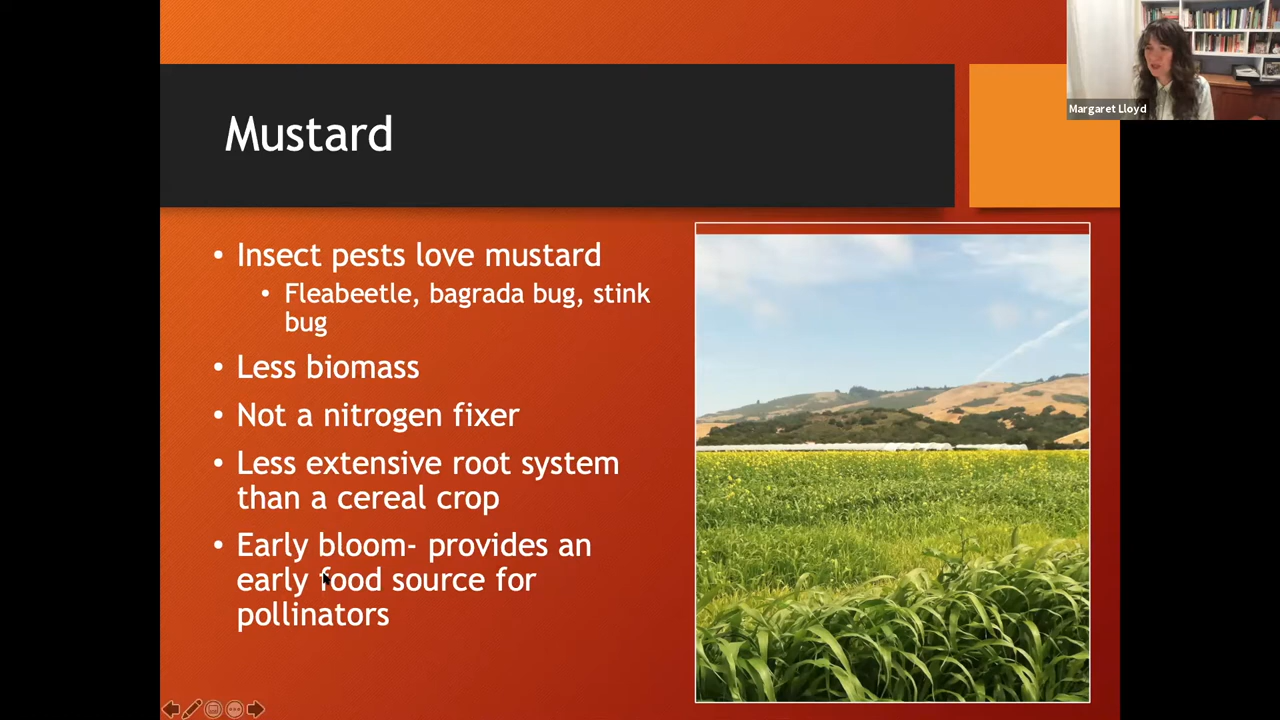 Margaret Lloyd
Mustard
• Insect pests love mustard
• Fleabeetle, bagrada bug, stink
bug
• Less biomass
• Not a nitrogen fixer
• Less extensive root system
than a cereal crop
• Early bloom- provides an
early food source for
pollinators